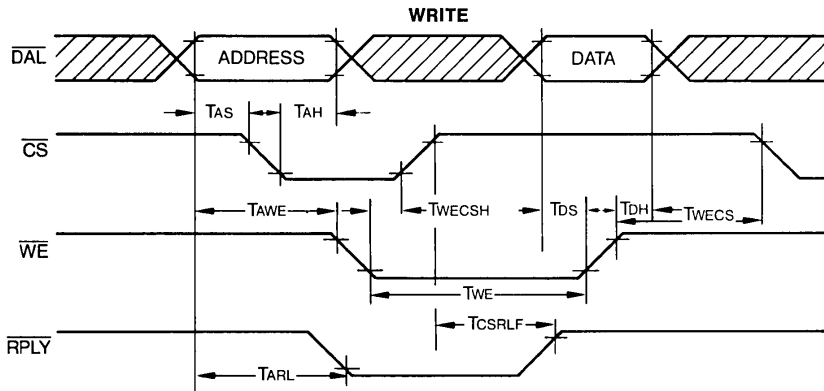 WRITE
DAL ADDRESS DATA
TAS TAH
CS
TAWE TWECSH TDS TDH TWECS
WE
TWE
TCSRLF
RPLY
TARL